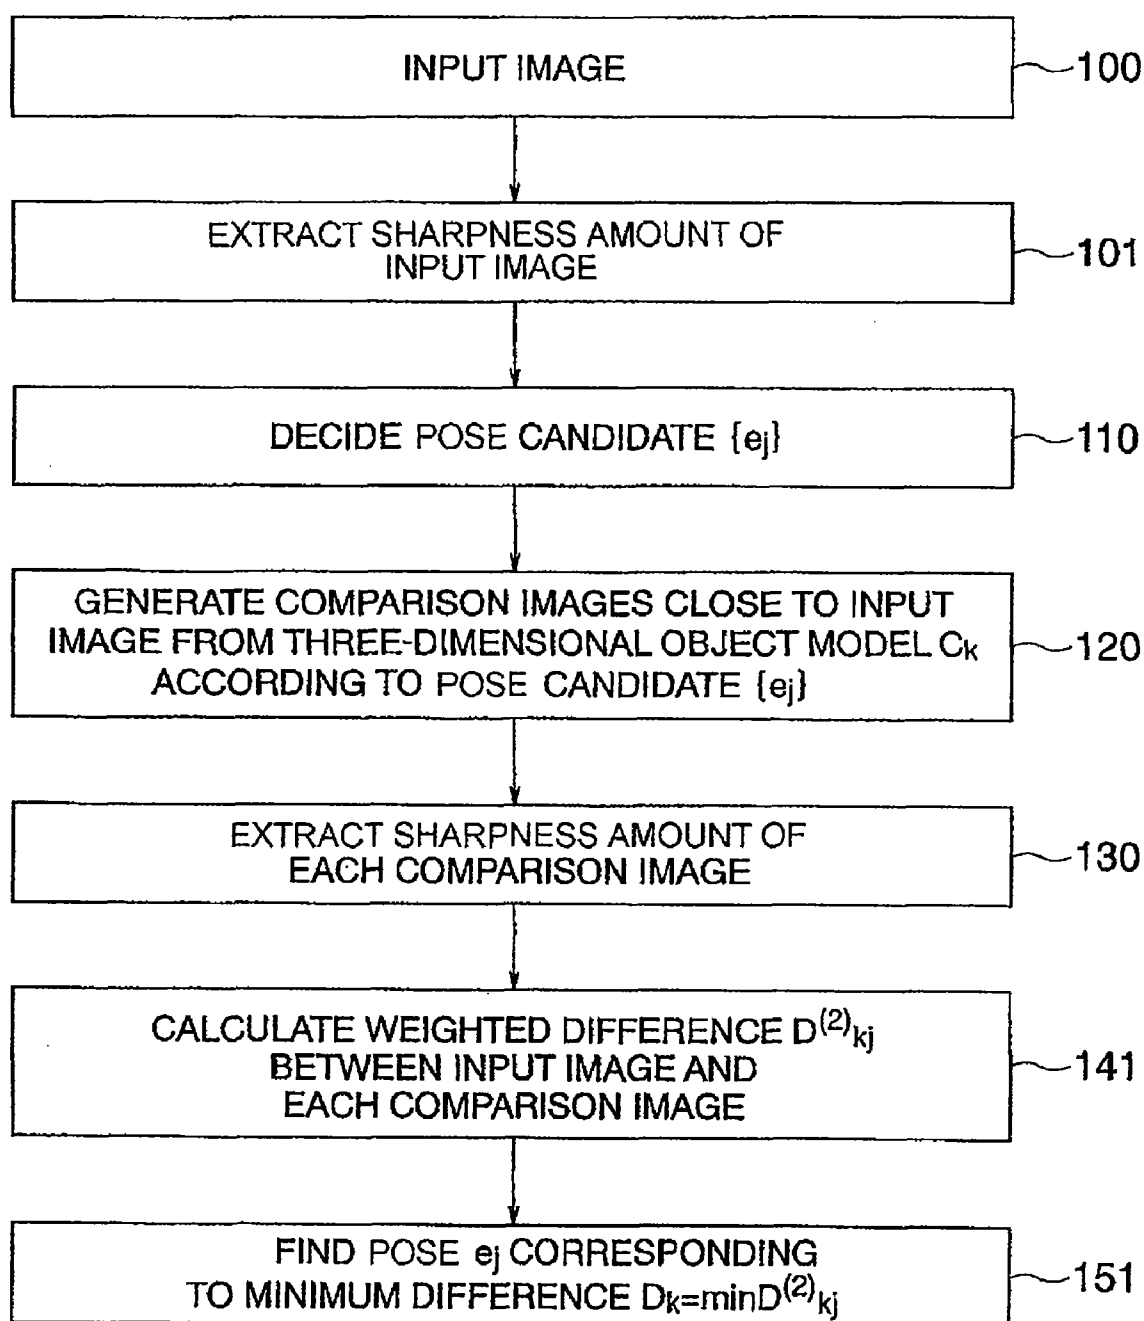 INPUT IMAGE
100
EXTRACT SHARPNESS AMOUNT OF
INPUT IMAGE
101
DECIDE POSE CANDIDATE {ej}
110
GENERATE COMPARISON IMAGES CLOSE TO INPUT
IMAGE FROM THREE-DIMENSIONAL OBJECT MODEL Ck
ACCORDING TO POSE CANDIDATE {ej}
120
EXTRACT SHARPNESS AMOUNT OF
EACH COMPARISON IMAGE
130
CALCULATE WEIGHTED DIFFERENCE D(2)kj
BETWEEN INPUT IMAGE AND
EACH COMPARISON IMAGE
141
FIND POSE ej CORRESPONDING
TO MINIMUM DIFFERENCE Dk=minD(2)kj
151